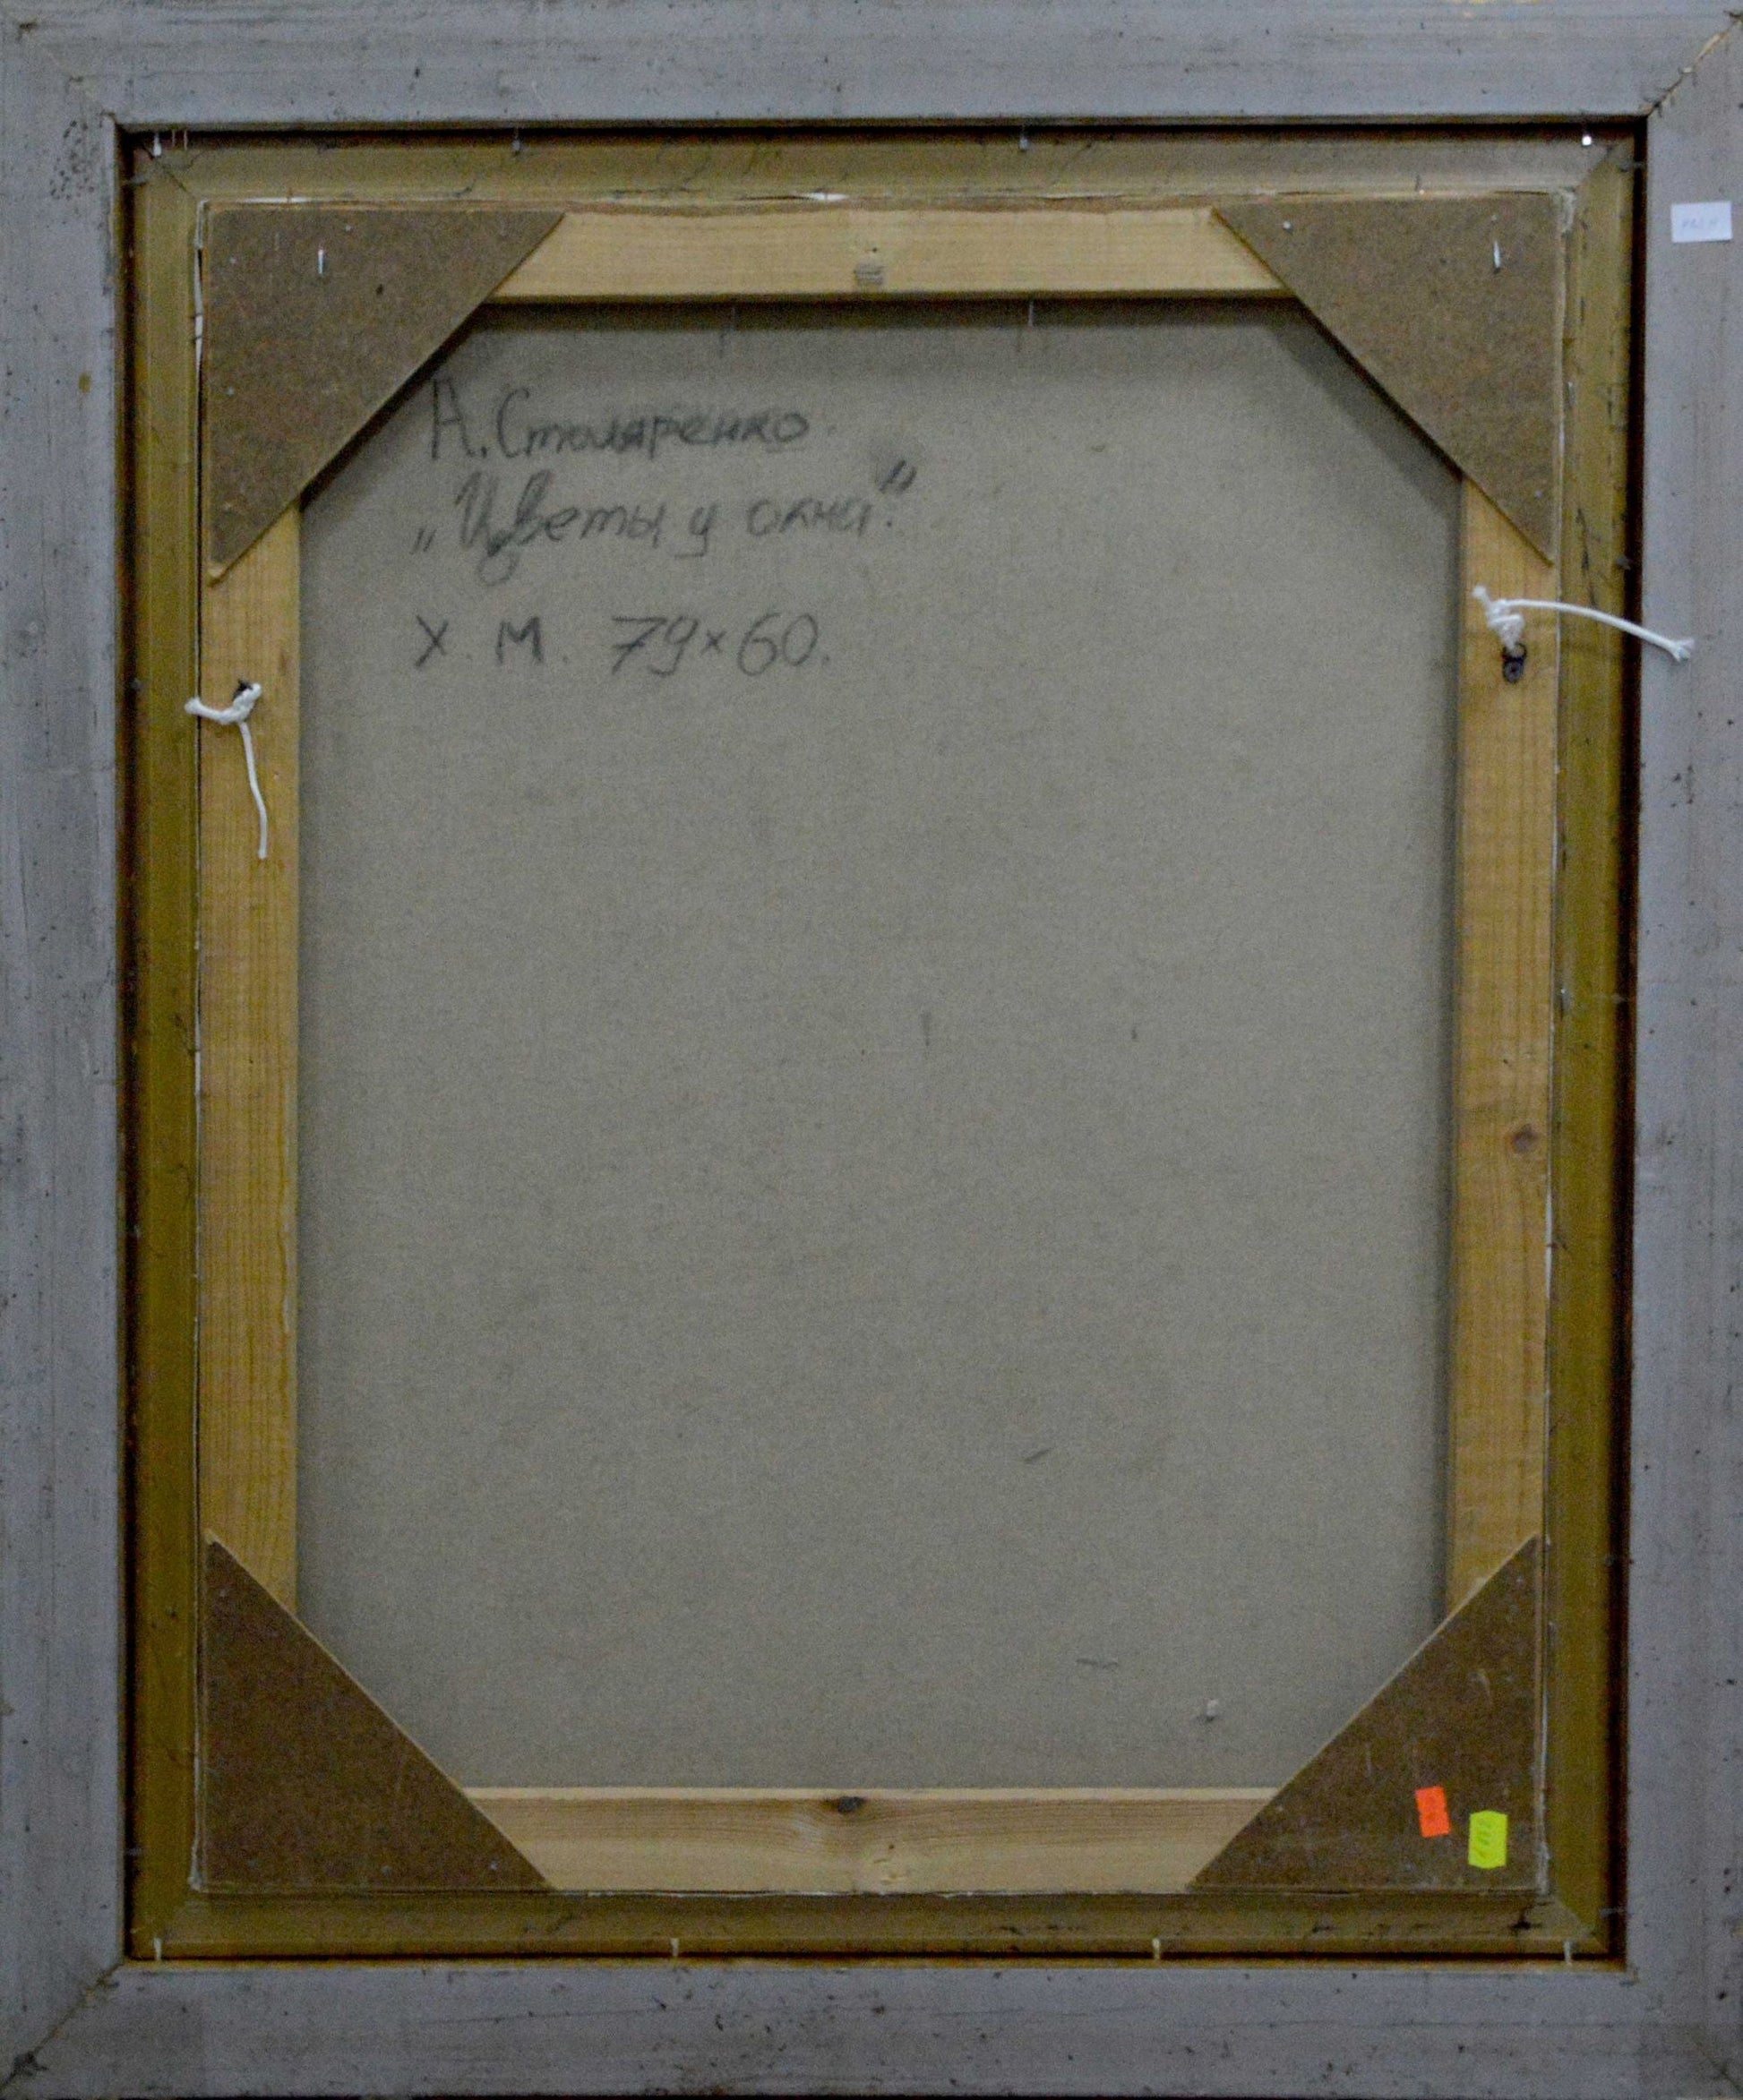 А. Столяренко
„Цветы у окна."
х. м. 79×60.